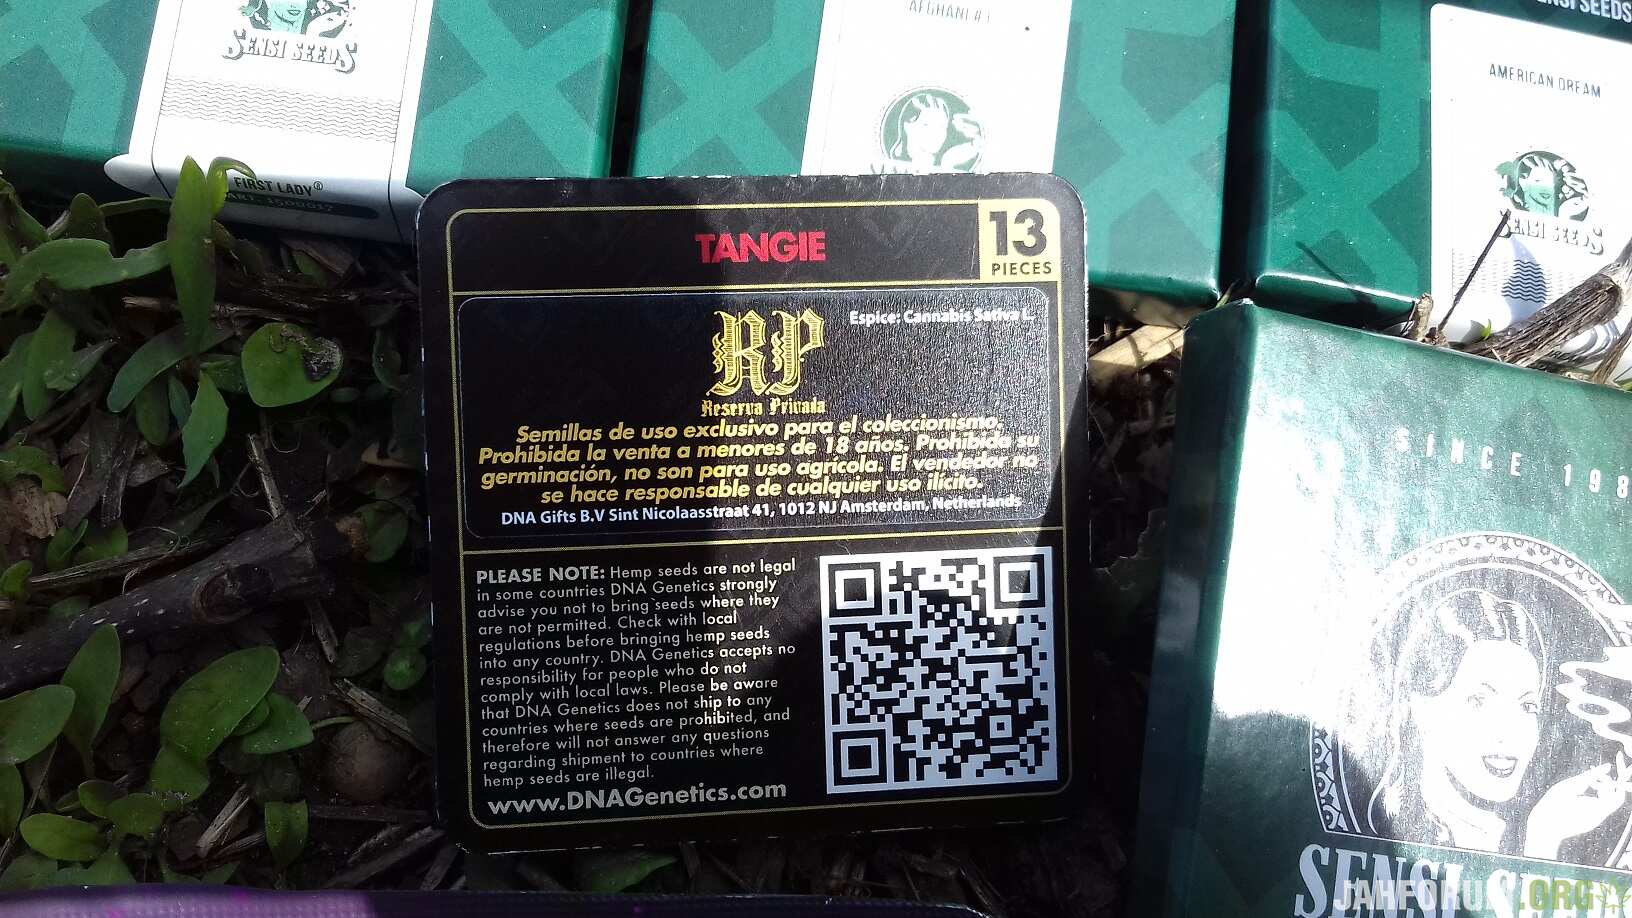 SENSI SEEDS
FIRST LADY®
ART. 1500017
AFGHANI #1
SENSI SEEDS
AMERICAN DREAM
SENSI SEEDS
TANGIE
13
PIECES
Espice: Cannabis Sativa L.
RP
Reserva Privada
Semillas de uso exclusivo para el coleccionismo.
Prohibida la venta a menores de 18 años. Prohibida su
germinación, no son para uso agrícola. El vendedor no
se hace responsable de cualquier uso ilícito.
DNA Gifts B.V Sint Nicolaasstraat 41, 1012 NJ Amsterdam, Netherlands
PLEASE NOTE: Hemp seeds are not legal
in some countries DNA Genetics strongly
advise you not to bring seeds where they
are not permitted. Check with local
regulations before bringing hemp seeds
into any country. DNA Genetics accepts no
responsibility for people who do not
comply with local laws. Please be aware
that DNA Genetics does not ship to any
countries where seeds are prohibited, and
therefore will not answer any questions
regarding shipment to countries where
hemp seeds are illegal.
www.DNAGenetics.com
SINCE 198
SENSI
JAHFORUM.ORG